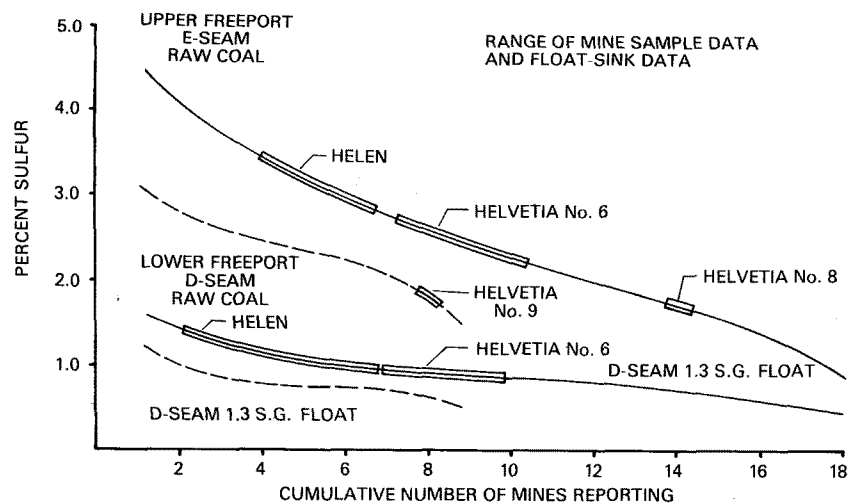 UPPER FREEPORT
E-SEAM
RAW COAL
RANGE OF MINE SAMPLE DATA
AND FLOAT-SINK DATA
5.0
4.0
3.0
2.0
1.0
PERCENT SULFUR
HELEN
HELVETIA No. 6
HELVETIA No. 8
LOWER FREEPORT
D-SEAM
RAW COAL
HELVETIA
No. 9
HELEN
HELVETIA No. 6
D-SEAM 1.3 S.G. FLOAT
D-SEAM 1.3 S.G. FLOAT
2 4 6 8 10 12 14 16 18
CUMULATIVE NUMBER OF MINES REPORTING